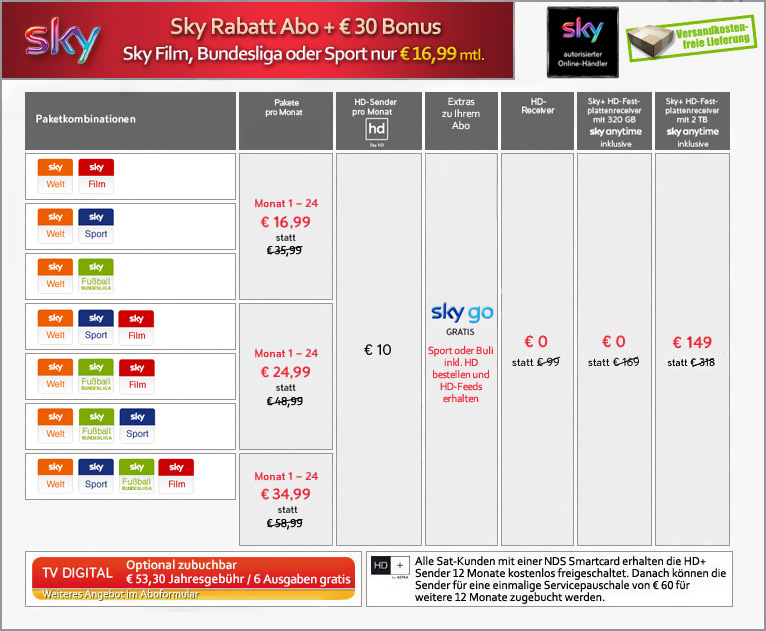 sky
Sky Rabatt Abo + € 30 Bonus
Sky Film, Bundesliga oder Sport nur € 16,99 mtl.
sky
autorisierter
Online-Händler
Versandkosten-
freie Lieferung
Paketkombinationen
Pakete
pro Monat
HD-Sender
pro Monat
hd
Sky HD
Extras
zu Ihrem
Abo
HD-
Receiver
Sky+ HD-Fest-
plattenreceiver
mit 320 GB
sky anytime
inklusive
Sky+ HD-Fest-
plattenreceiver
mit 2 TB
sky anytime
inklusive
sky sky
Welt Film
sky sky
Welt Sport
sky sky
Welt Fußball BUNDESLIGA
Monat 1 – 24
€ 16,99
statt
€ 35,99
sky sky sky
Welt Sport Film
sky sky sky
Welt Fußball BUNDESLIGA Film
sky sky sky
Welt Fußball BUNDESLIGA Sport
Monat 1 – 24
€ 24,99
statt
€ 48,99
sky sky sky sky
Welt Sport Fußball BUNDESLIGA Film
Monat 1 – 24
€ 34,99
statt
€ 58,99
€ 10
sky go
GRATIS
Sport oder Buli
inkl. HD
bestellen und
HD-Feeds
erhalten
€ 0
statt € 99
€ 0
statt € 169
€ 149
statt € 318
TV DIGITAL
Optional zubuchbar
€ 53,30 Jahresgebühr / 6 Ausgaben gratis
Weiteres Angebot im Aboformular
HD +
by ASTRA
Alle Sat-Kunden mit einer NDS Smartcard erhalten die HD+
Sender 12 Monate kostenlos freigeschaltet. Danach können die
Sender für eine einmalige Servicepauschale von € 60 für
weitere 12 Monate zugebucht werden.